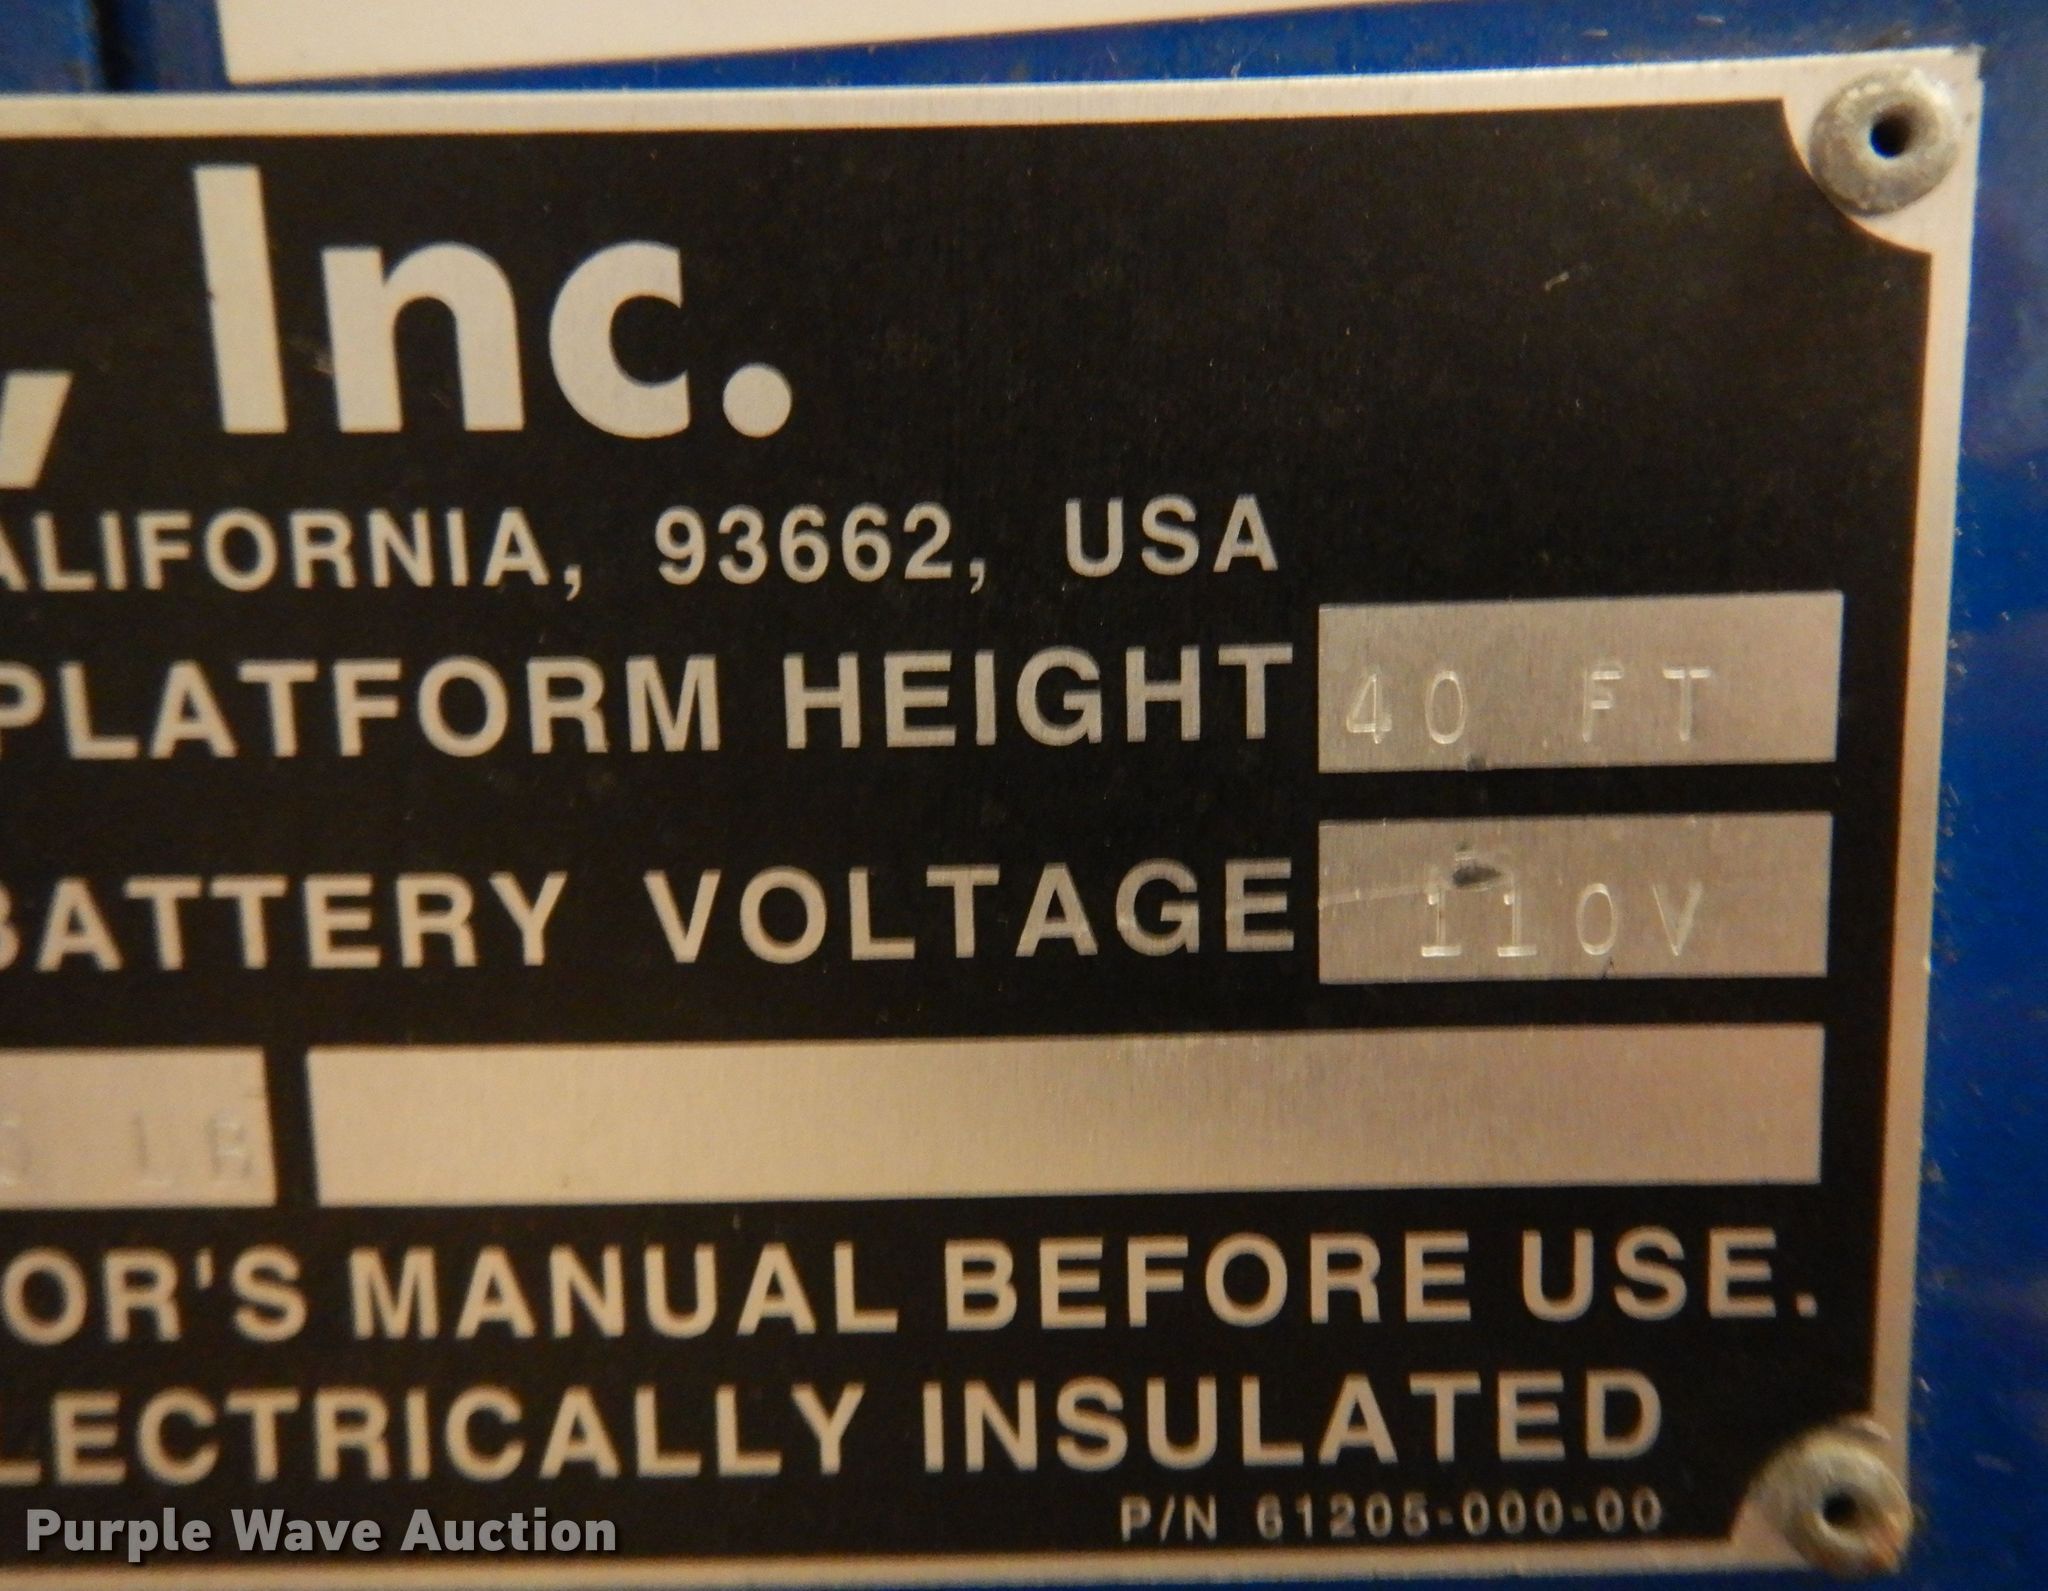 , Inc.
ALIFORNIA, 93662, USA
PLATFORM HEIGHT 40 FT
BATTERY VOLTAGE 110V
LB
OR'S MANUAL BEFORE USE.
LECTRICALLY INSULATED
P/N 61205-000-00
Purple Wave Auction